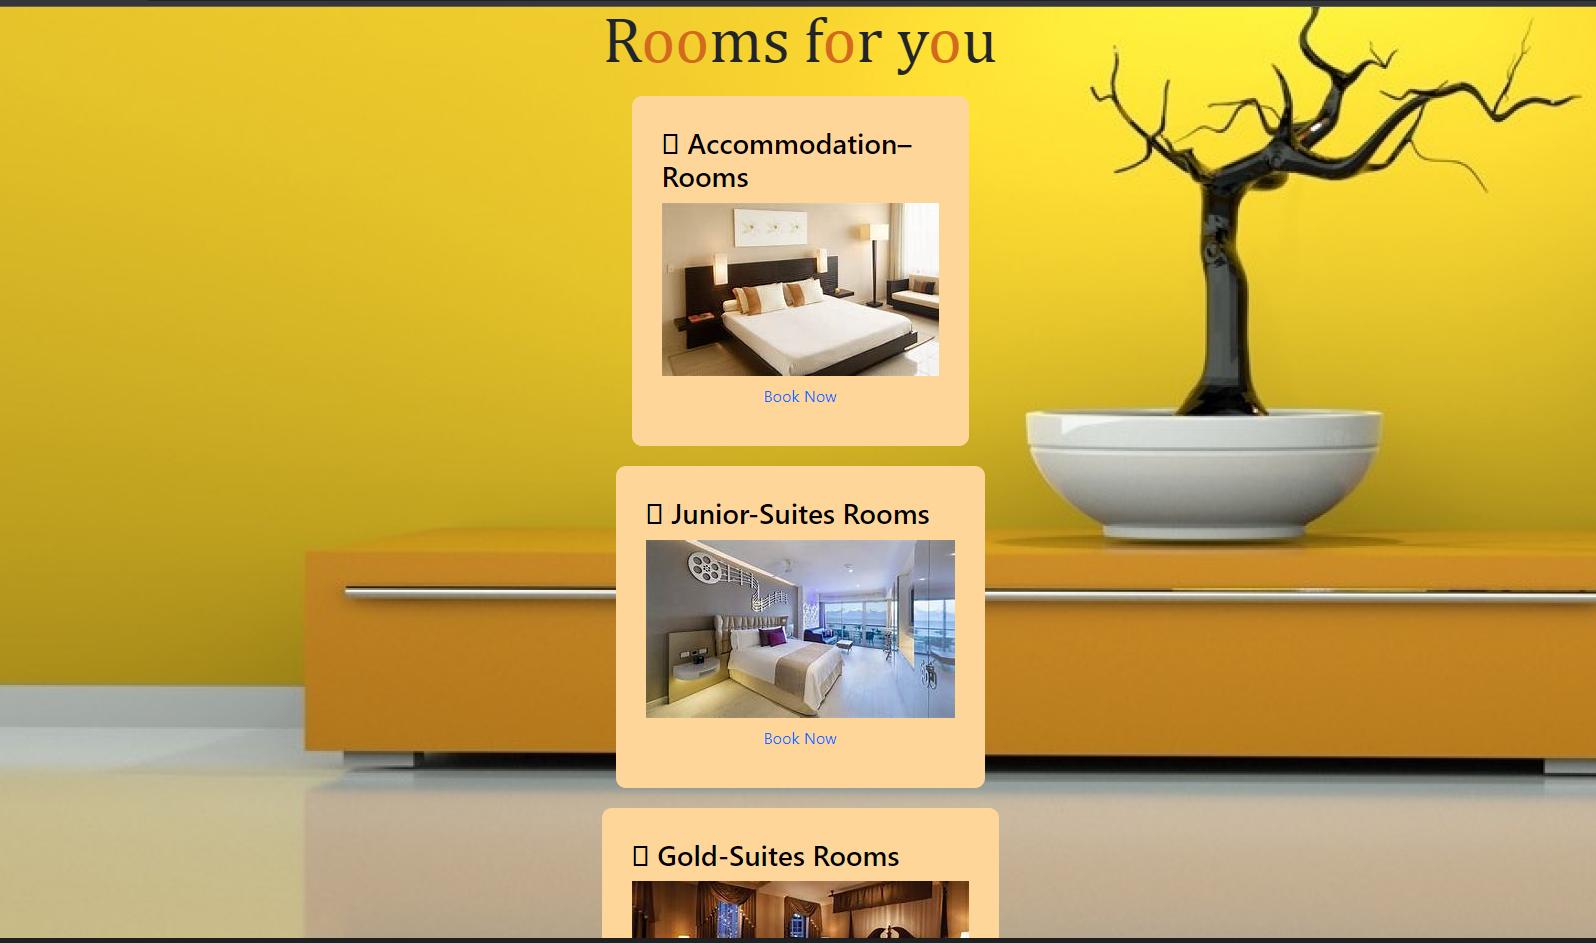 Rooms for you
 Accommodation–
Rooms
Book Now
 Junior-Suites Rooms
Book Now
 Gold-Suites Rooms